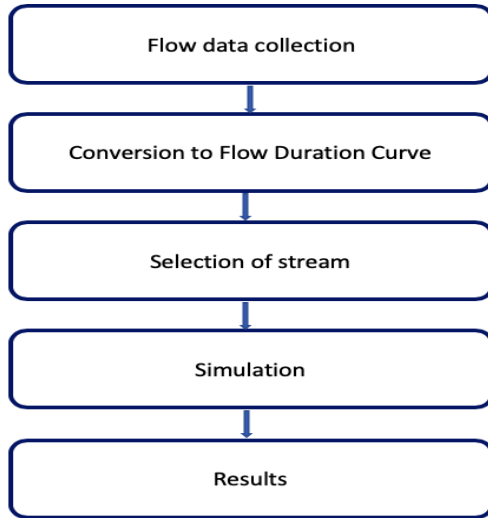 Flow data collection
Conversion to Flow Duration Curve
Selection of stream
Simulation
Results